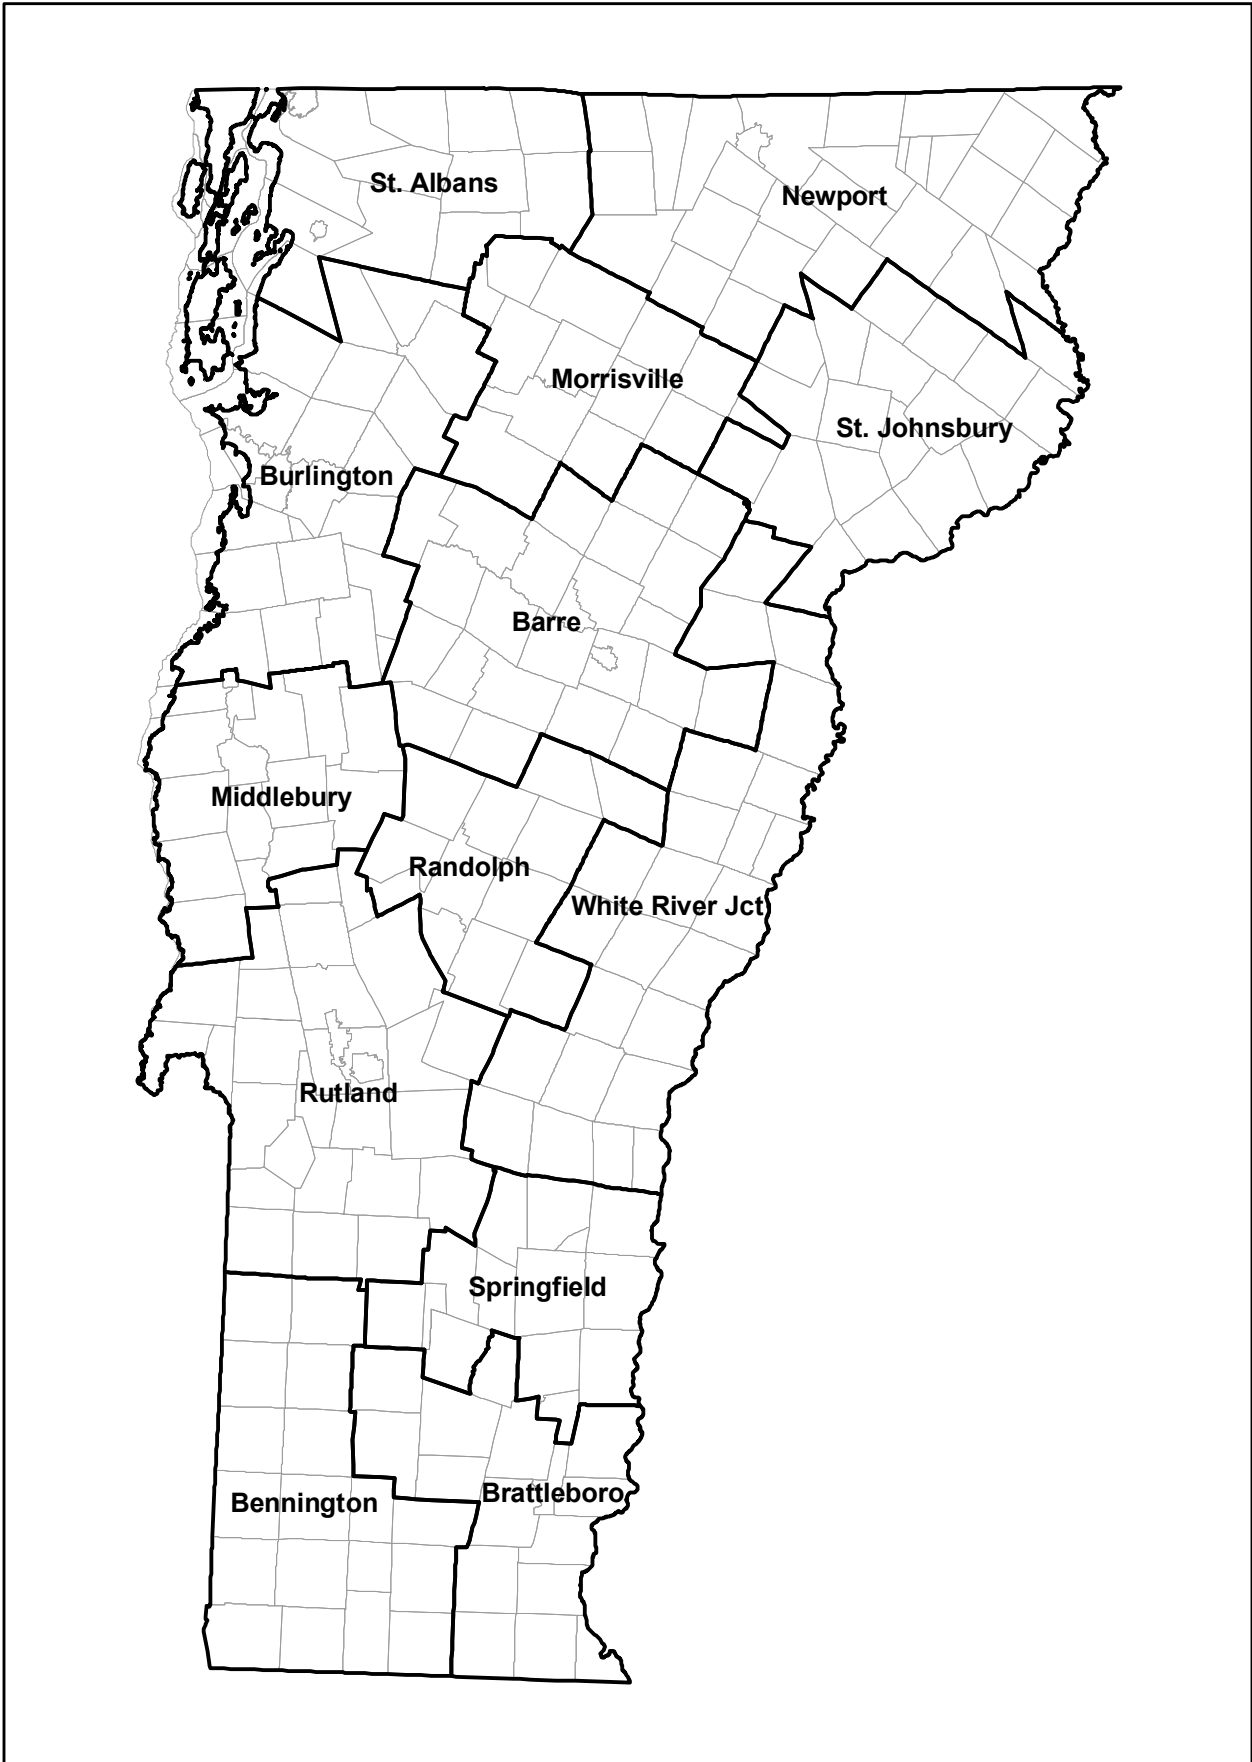 St. Albans
Newport
Morrisville
St. Johnsbury
Burlington
Barre
Middlebury
Randolph
White River Jct
Rutland
Springfield
Brattleboro
Bennington